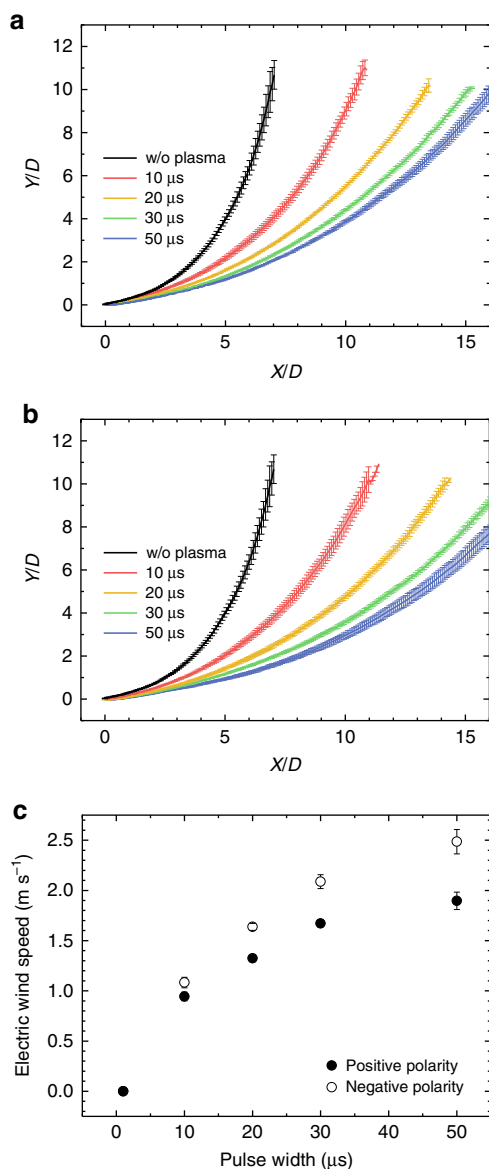 a
Y/D
10
8
6
4
2
0
w/o plasma
10 µs
20 µs
30 µs
50 µs
0 5 10 15
X/D
b
Y/D
10
8
6
4
2
0
w/o plasma
10 µs
20 µs
30 µs
50 µs
0 5 10 15
X/D
c
Electric wind speed (m s⁻¹)
2.5
2.0
1.5
1.0
0.5
0.0
Positive polarity
Negative polarity
0 10 20 30 40 50
Pulse width (µs)